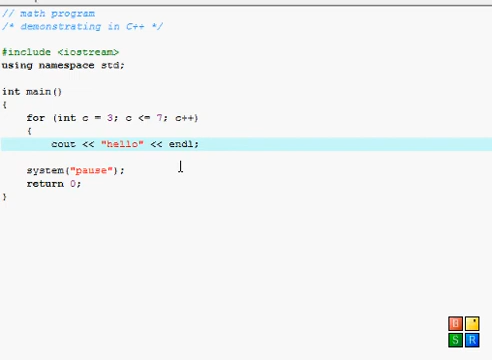 // math program
/* demonstrating in C++ */
#include <iostream>
using namespace std;
int main()
{
for (int c = 3; c <= 7; c++)
{
cout << "hello" << endl;
system("pause");
return 0;
}
B
S R